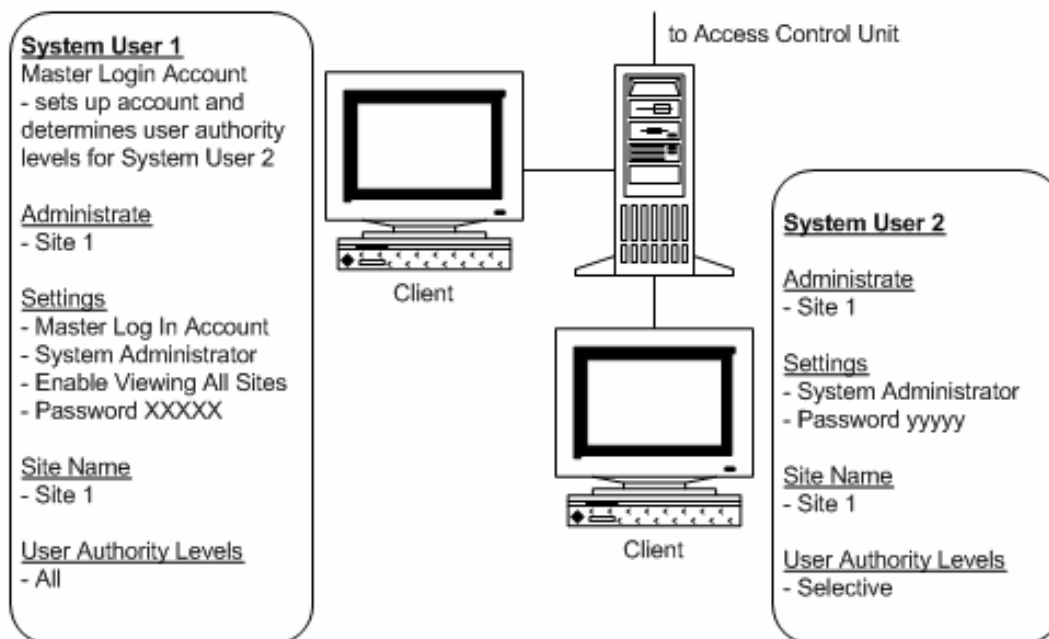 System User 1
Master Login Account
- sets up account and
determines user authority
levels for System User 2
Administrate
- Site 1
Settings
- Master Log In Account
- System Administrator
- Enable Viewing All Sites
- Password XXXXX
Site Name
- Site 1
User Authority Levels
- All
to Access Control Unit
Client
Client
System User 2
Administrate
- Site 1
Settings
- System Administrator
- Password yyyyy
Site Name
- Site 1
User Authority Levels
- Selective